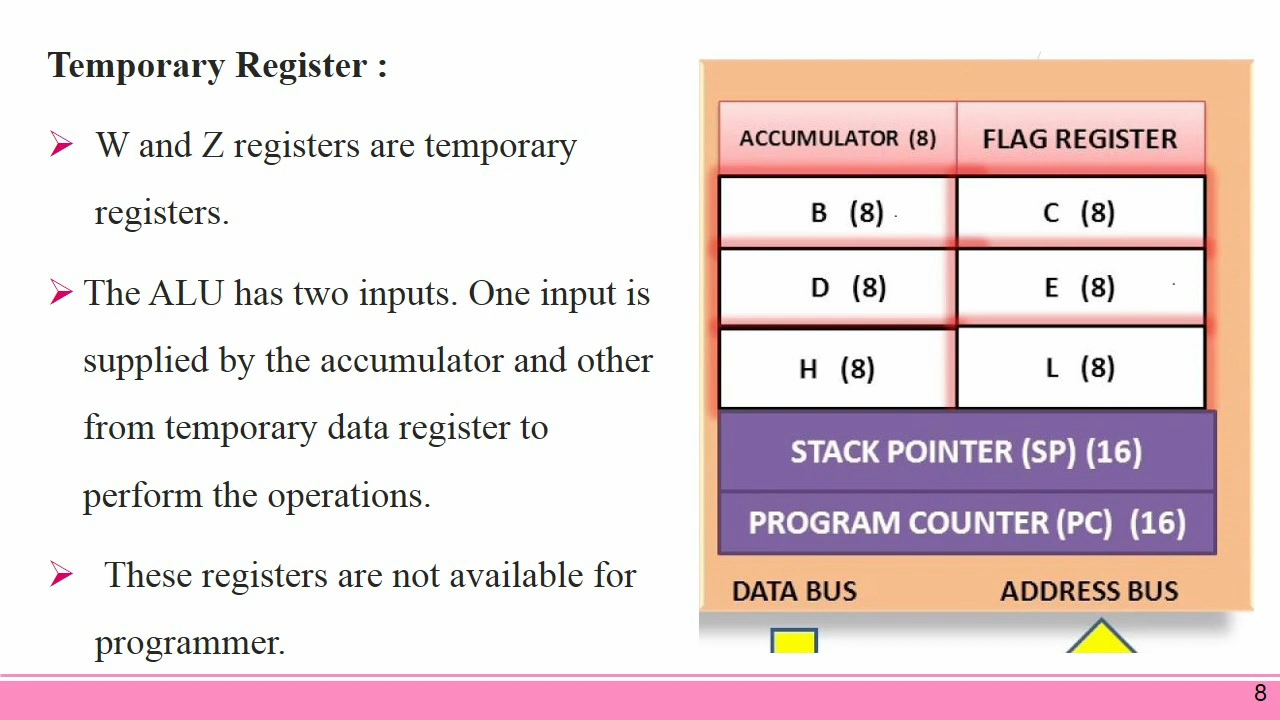 Temporary Register :
W and Z registers are temporary
registers.
The ALU has two inputs. One input is
supplied by the accumulator and other
from temporary data register to
perform the operations.
These registers are not available for
programmer.
ACCUMULATOR (8) FLAG REGISTER
B (8) C (8)
D (8) E (8)
H (8) L (8)
STACK POINTER (SP) (16)
PROGRAM COUNTER (PC) (16)
DATA BUS ADDRESS BUS
8